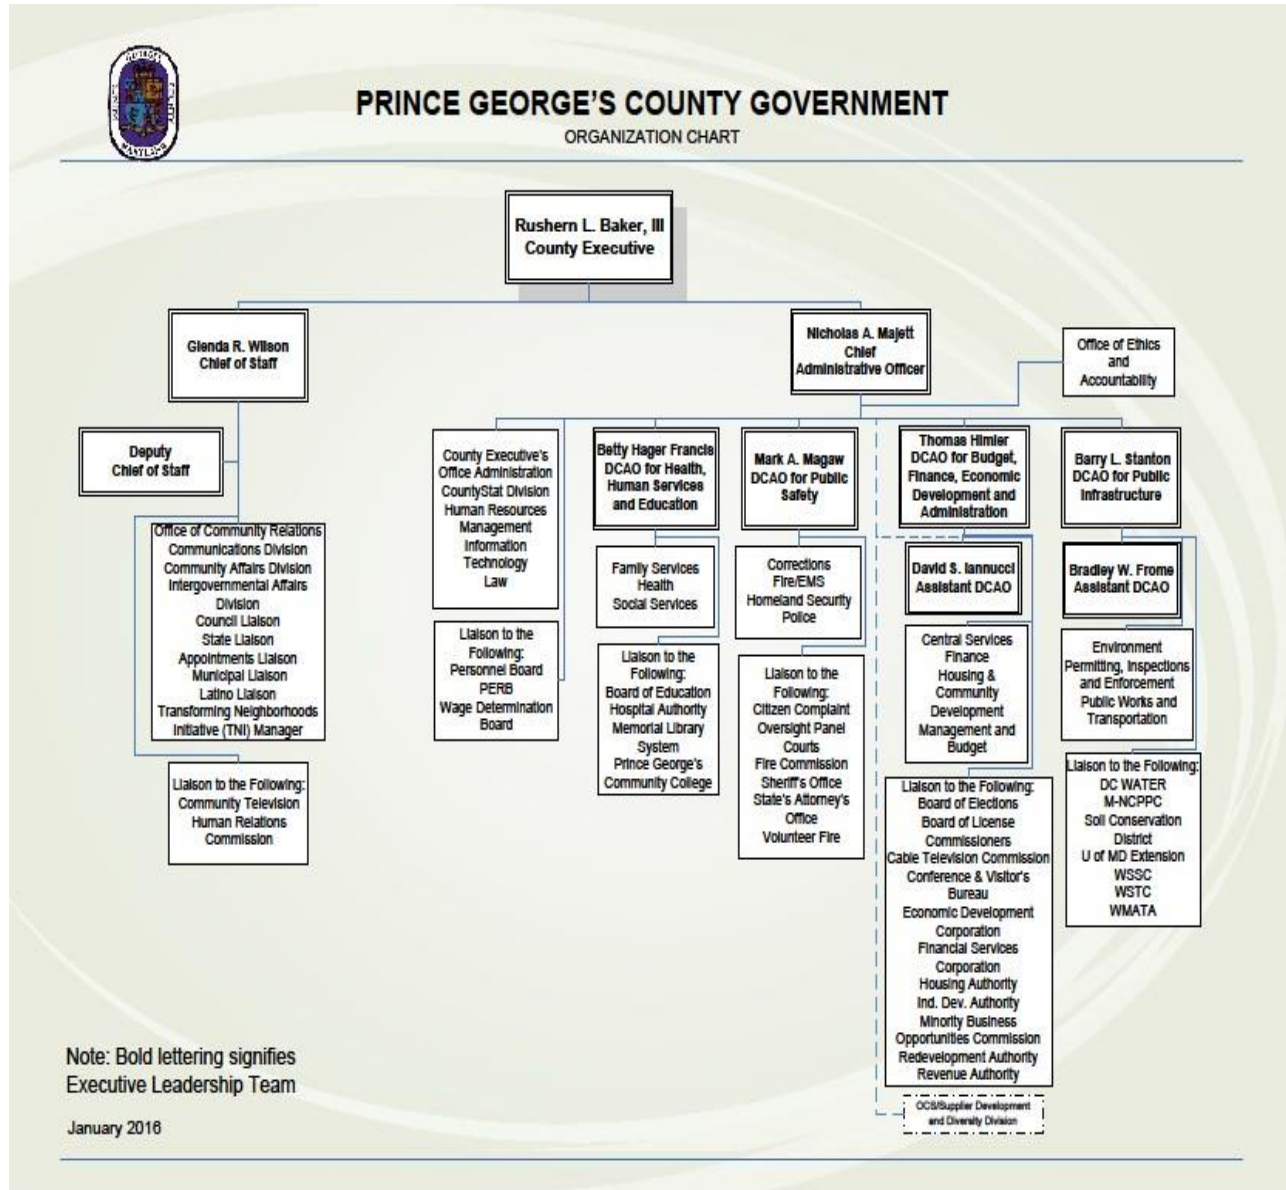 GEORGE'S
COUNTY
MARYLAND
PRINCE GEORGE'S COUNTY GOVERNMENT
ORGANIZATION CHART
Rushern L. Baker, III
County Executive
Glenda R. Wilson
Chief of Staff
Nicholas A. Majett
Chief
Administrative Officer
Office of Ethics
and
Accountability
Deputy
Chief of Staff
Office of Community Relations
Communications Division
Community Affairs Division
Intergovernmental Affairs
Division
Council Liaison
State Liaison
Appointments Liaison
Municipal Liaison
Latino Liaison
Transforming Neighborhoods
Initiative (TNI) Manager
Liaison to the Following:
Community Television
Human Relations
Commission
County Executive's
Office Administration
CountyStat Division
Human Resources
Management
Information
Technology
Law
Liaison to the
Following:
Personnel Board
PERB
Wage Determination
Board
Betty Hager Francis
DCAO for Health,
Human Services
and Education
Family Services
Health
Social Services
Liaison to the
Following:
Board of Education
Hospital Authority
Memorial Library
System
Prince George's
Community College
Mark A. Magaw
DCAO for Public
Safety
Corrections
Fire/EMS
Homeland Security
Police
Liaison to the
Following:
Citizen Complaint
Oversight Panel
Courts
Fire Commission
Sheriff's Office
State's Attorney's
Office
Volunteer Fire
Thomas Himler
DCAO for Budget,
Finance, Economic
Development and
Administration
David S. Iannucci
Assistant DCAO
Central Services
Finance
Housing &
Community
Development
Management and
Budget
Liaison to the Following:
Board of Elections
Board of License
Commissioners
Cable Television Commission
Conference & Visitor's
Bureau
Economic Development
Corporation
Financial Services
Corporation
Housing Authority
Ind. Dev. Authority
Minority Business
Opportunities Commission
Redevelopment Authority
Revenue Authority
OCS/Supplier Development
and Diversity Division
Barry L. Stanton
DCAO for Public
Infrastructure
Bradley W. Frome
Assistant DCAO
Environment
Permitting, Inspections
and Enforcement
Public Works and
Transportation
Liaison to the Following:
DC WATER
M-NCPPC
Soil Conservation
District
U of MD Extension
WSSC
WSTC
WMATA
Note: Bold lettering signifies
Executive Leadership Team
January 2016